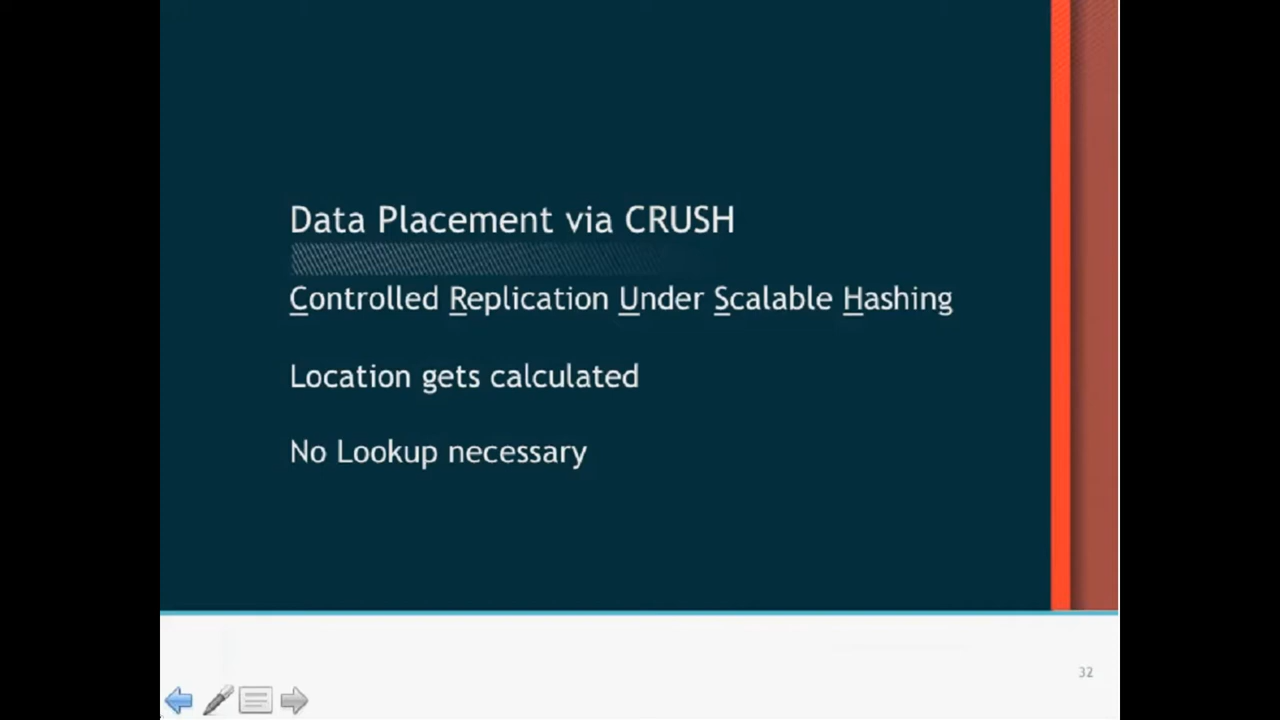 Data Placement via CRUSH
Controlled Replication Under Scalable Hashing
Location gets calculated
No Lookup necessary
32